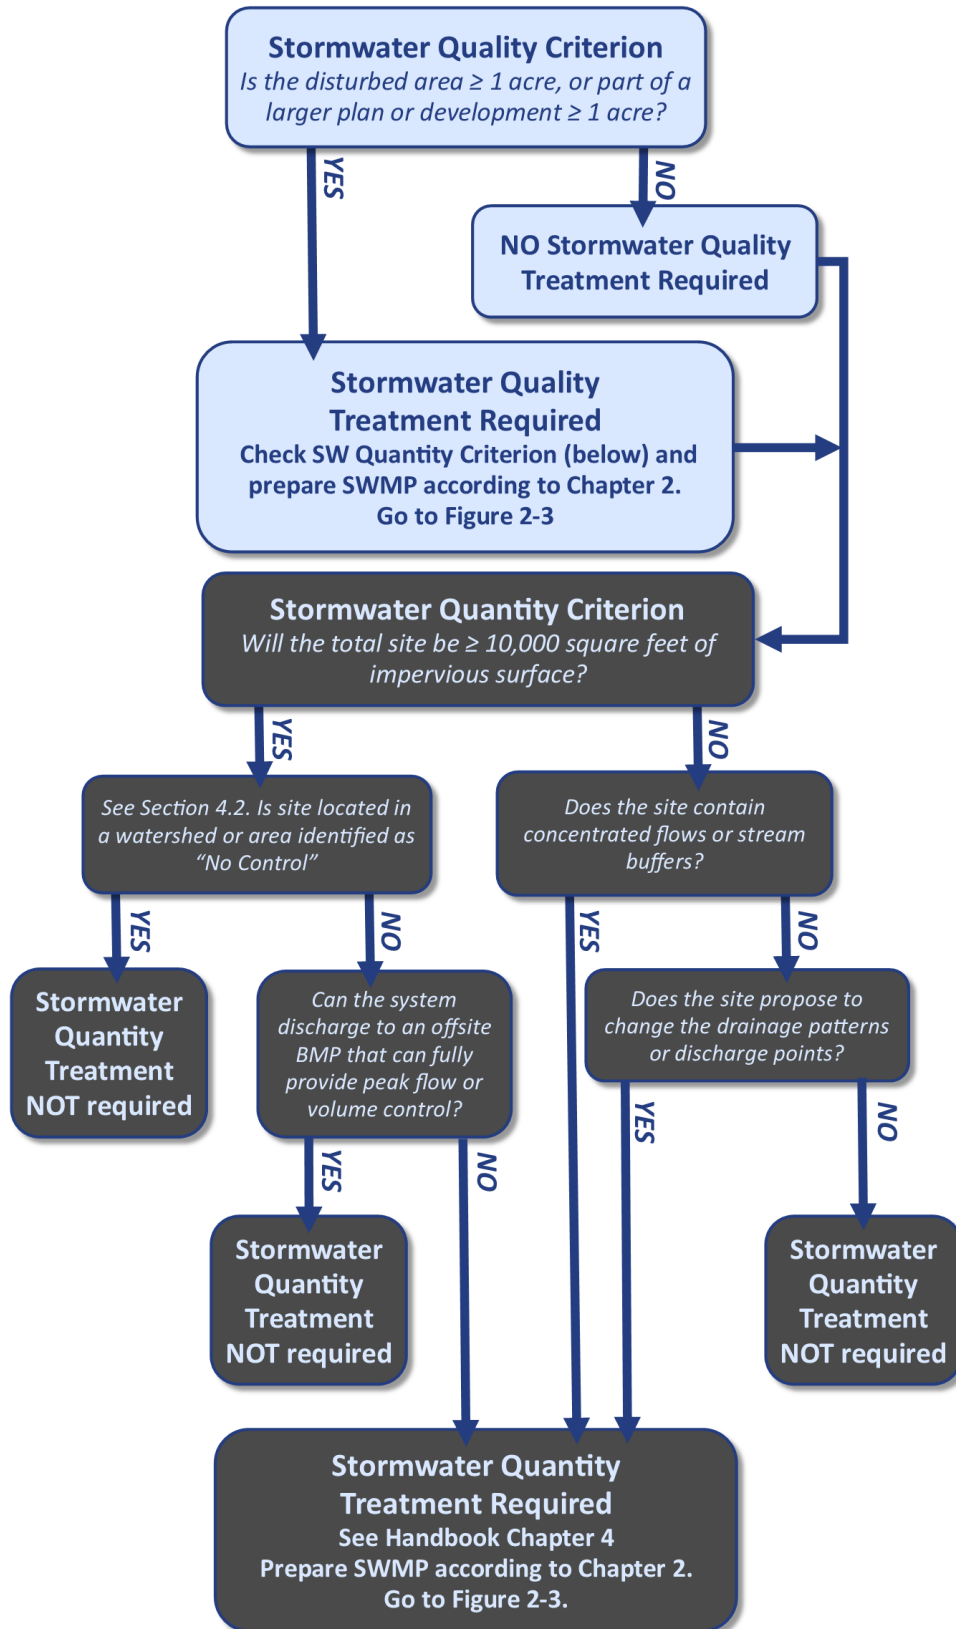 Stormwater Quality Criterion
Is the disturbed area ≥ 1 acre, or part of a
larger plan or development ≥ 1 acre?
YES
NO
NO Stormwater Quality
Treatment Required
Stormwater Quality
Treatment Required
Check SW Quantity Criterion (below) and
prepare SWMP according to Chapter 2.
Go to Figure 2-3
Stormwater Quantity Criterion
Will the total site be ≥ 10,000 square feet of
impervious surface?
YES
NO
See Section 4.2. Is site located in
a watershed or area identified as
“No Control”
Does the site contain
concentrated flows or stream
buffers?
YES
NO
YES
NO
Stormwater
Quantity
Treatment
NOT required
Can the system
discharge to an offsite
BMP that can fully
provide peak flow or
volume control?
Does the site propose to
change the drainage patterns
or discharge points?
YES
NO
YES
NO
Stormwater
Quantity
Treatment
NOT required
Stormwater
Quantity
Treatment
NOT required
Stormwater Quantity
Treatment Required
See Handbook Chapter 4
Prepare SWMP according to Chapter 2.
Go to Figure 2-3.